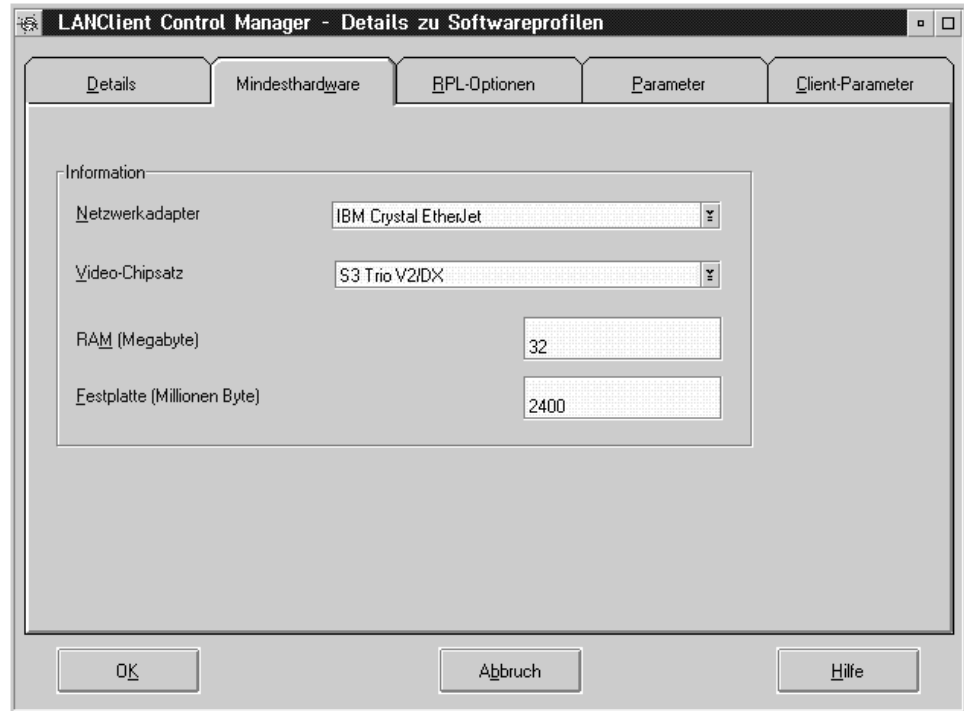 LANClient Control Manager - Details zu Softwareprofilen
Details Mindesthardware RPL-Optionen Parameter Client-Parameter
Information
Netzwerkadapter IBM Crystal EtherJet
Video-Chipsatz S3 Trio V2/DX
RAM (Megabyte) 32
Festplatte (Millionen Byte) 2400
OK Abbruch Hilfe